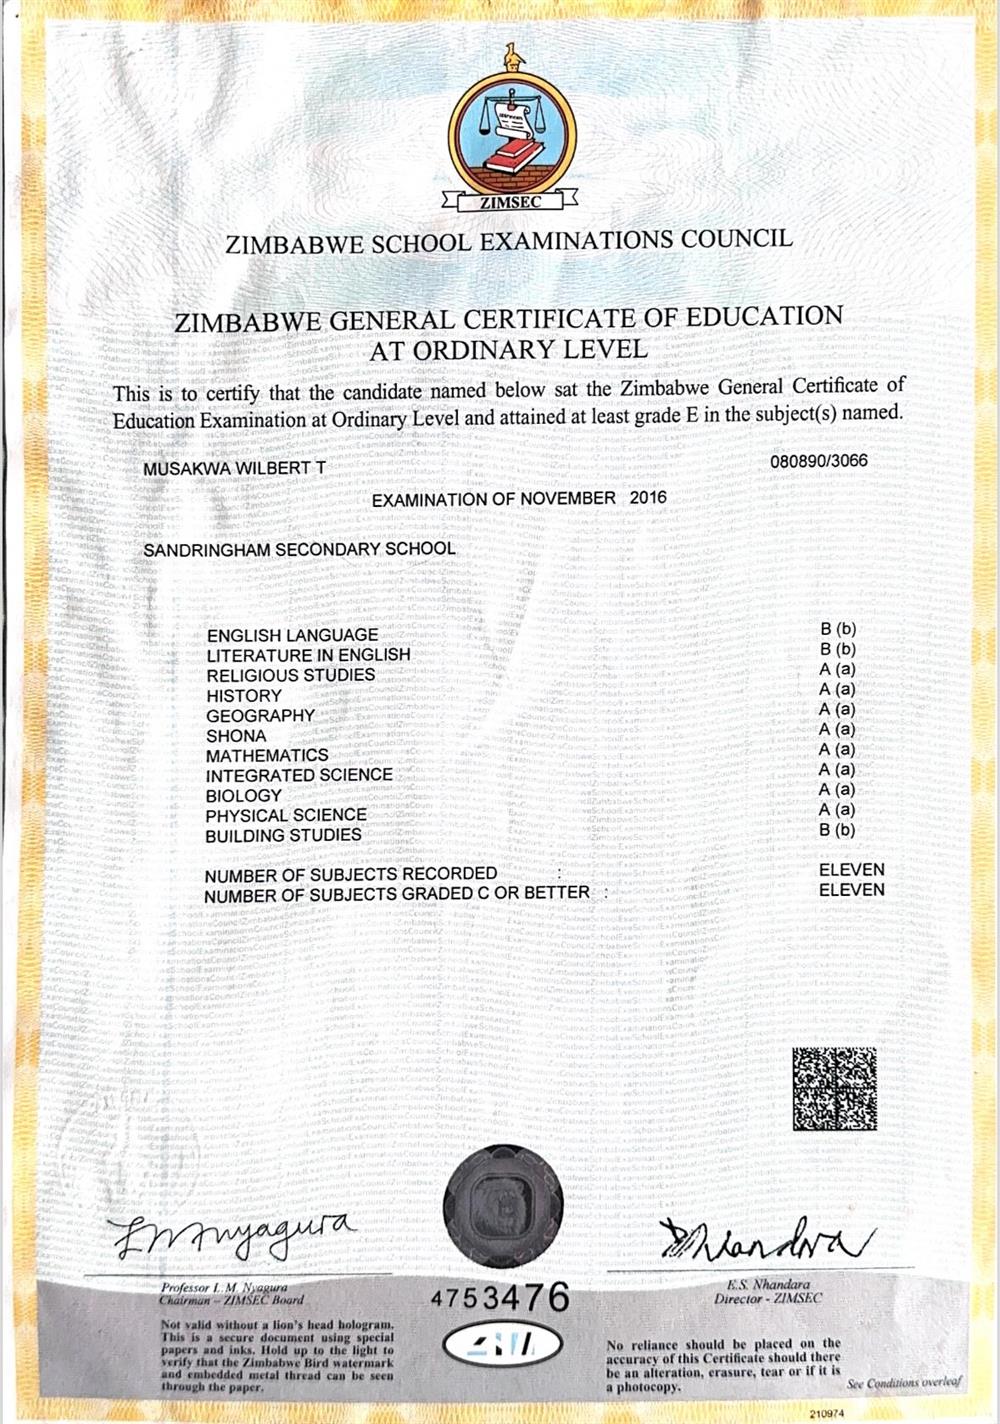 ZIMSEC
ZIMBABWE SCHOOL EXAMINATIONS COUNCIL
ZIMBABWE GENERAL CERTIFICATE OF EDUCATION
AT ORDINARY LEVEL
This is to certify that the candidate named below sat the Zimbabwe General Certificate of
Education Examination at Ordinary Level and attained at least grade E in the subject(s) named.
MUSAKWA WILBERT T 080890/3066
EXAMINATION OF NOVEMBER 2016
SANDRINGHAM SECONDARY SCHOOL
ENGLISH LANGUAGE B (b)
LITERATURE IN ENGLISH B (b)
RELIGIOUS STUDIES A (a)
HISTORY A (a)
GEOGRAPHY A (a)
SHONA A (a)
MATHEMATICS A (a)
INTEGRATED SCIENCE A (a)
BIOLOGY A (a)
PHYSICAL SCIENCE A (a)
BUILDING STUDIES B (b)
NUMBER OF SUBJECTS RECORDED : ELEVEN
NUMBER OF SUBJECTS GRADED C OR BETTER : ELEVEN
Professor L. M. Nyagura
Chairman – ZIMSEC Board
4753476
E.S. Nhandara
Director - ZIMSEC
Not valid without a lion's head hologram.
This is a secure document using special
papers and inks. Hold up to the light to
verify that the Zimbabwe Bird watermark
and embedded metal thread can be seen
through the paper.
No reliance should be placed on the
accuracy of this Certificate should there
be an alteration, erasure, tear or if it is
a photocopy.
See Conditions overleaf
210974